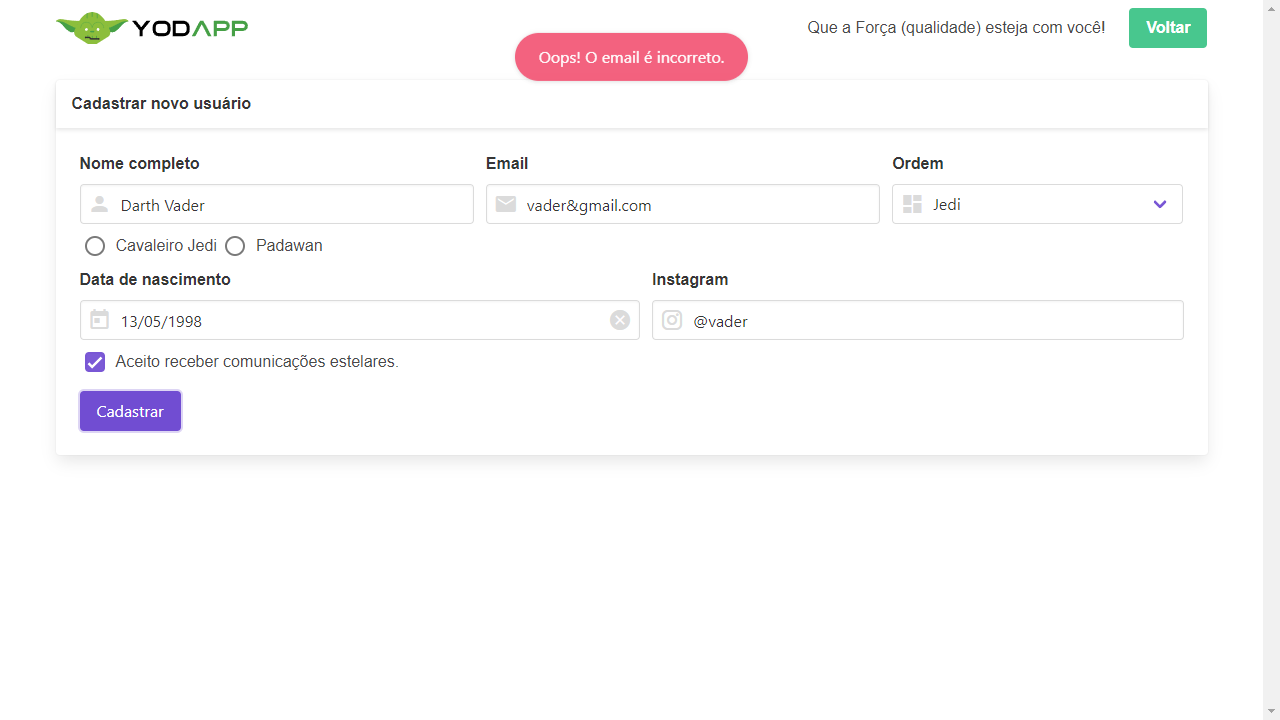 YODAPP
Que a Força (qualidade) esteja com você!
Voltar
Oops! O email é incorreto.
Cadastrar novo usuário
Nome completo
Email
Ordem
Darth Vader
vader&gmail.com
Jedi
Cavaleiro Jedi
Padawan
Data de nascimento
Instagram
13/05/1998
@vader
Aceito receber comunicações estelares.
Cadastrar